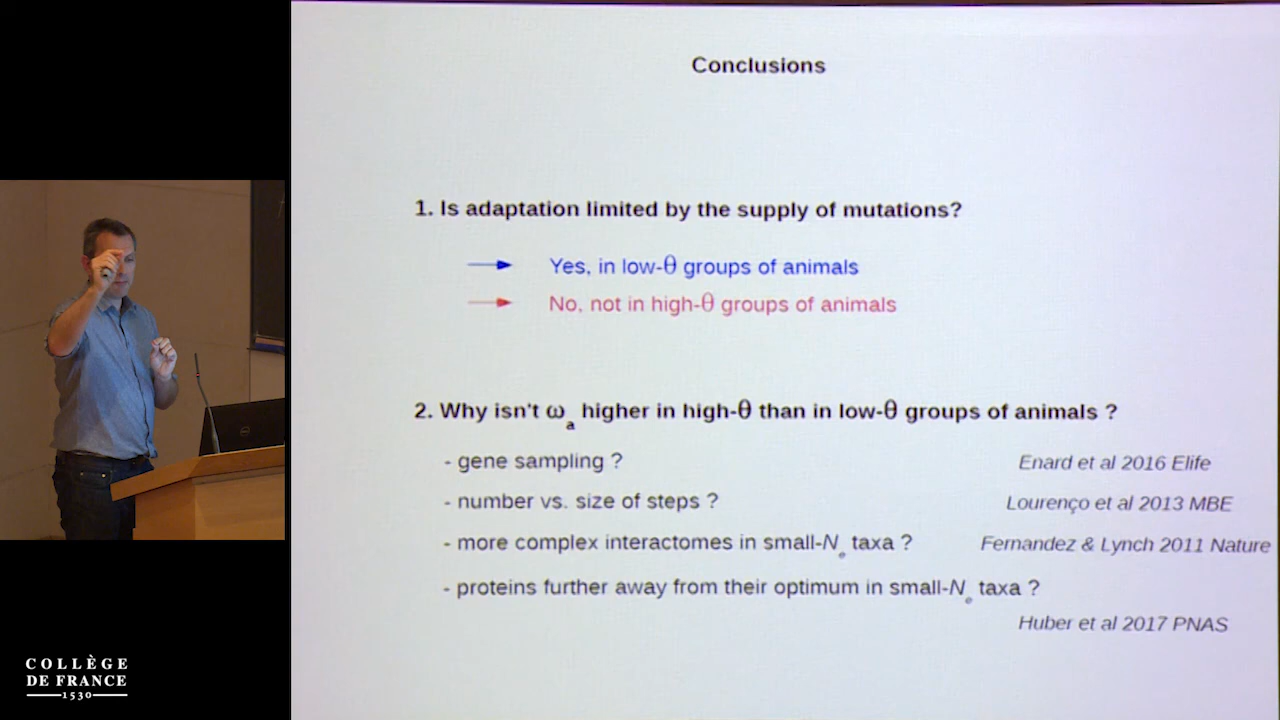 Conclusions
1. Is adaptation limited by the supply of mutations?
Yes, in low-θ groups of animals
No, not in high-θ groups of animals
2. Why isn't ωa higher in high-θ than in low-θ groups of animals ?
- gene sampling ? Enard et al 2016 Elife
- number vs. size of steps ? Lourenço et al 2013 MBE
- more complex interactomes in small-Ne taxa ? Fernandez & Lynch 2011 Nature
- proteins further away from their optimum in small-Ne taxa ?
Huber et al 2017 PNAS
COLLÈGE
DE FRANCE
1530